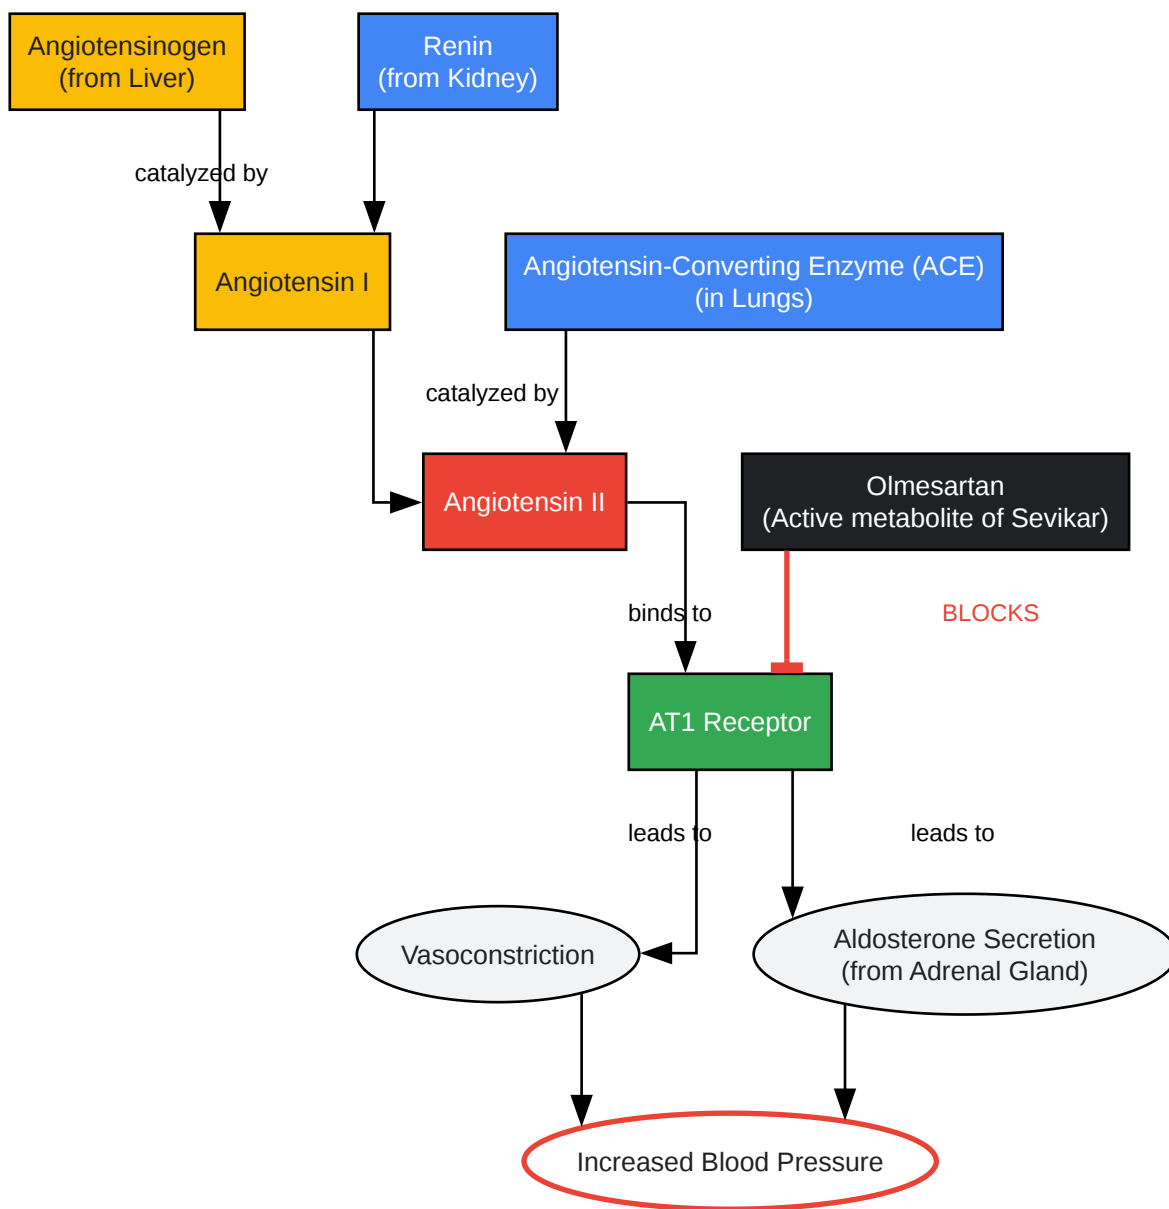 Angiotensinogen
(from Liver)
Renin
(from Kidney)
catalyzed by
Angiotensin I
Angiotensin-Converting Enzyme (ACE)
(in Lungs)
catalyzed by
Angiotensin II
Olmesartan
(Active metabolite of Sevikar)
binds to
BLOCKS
AT1 Receptor
leads to
leads to
Vasoconstriction
Aldosterone Secretion
(from Adrenal Gland)
Increased Blood Pressure